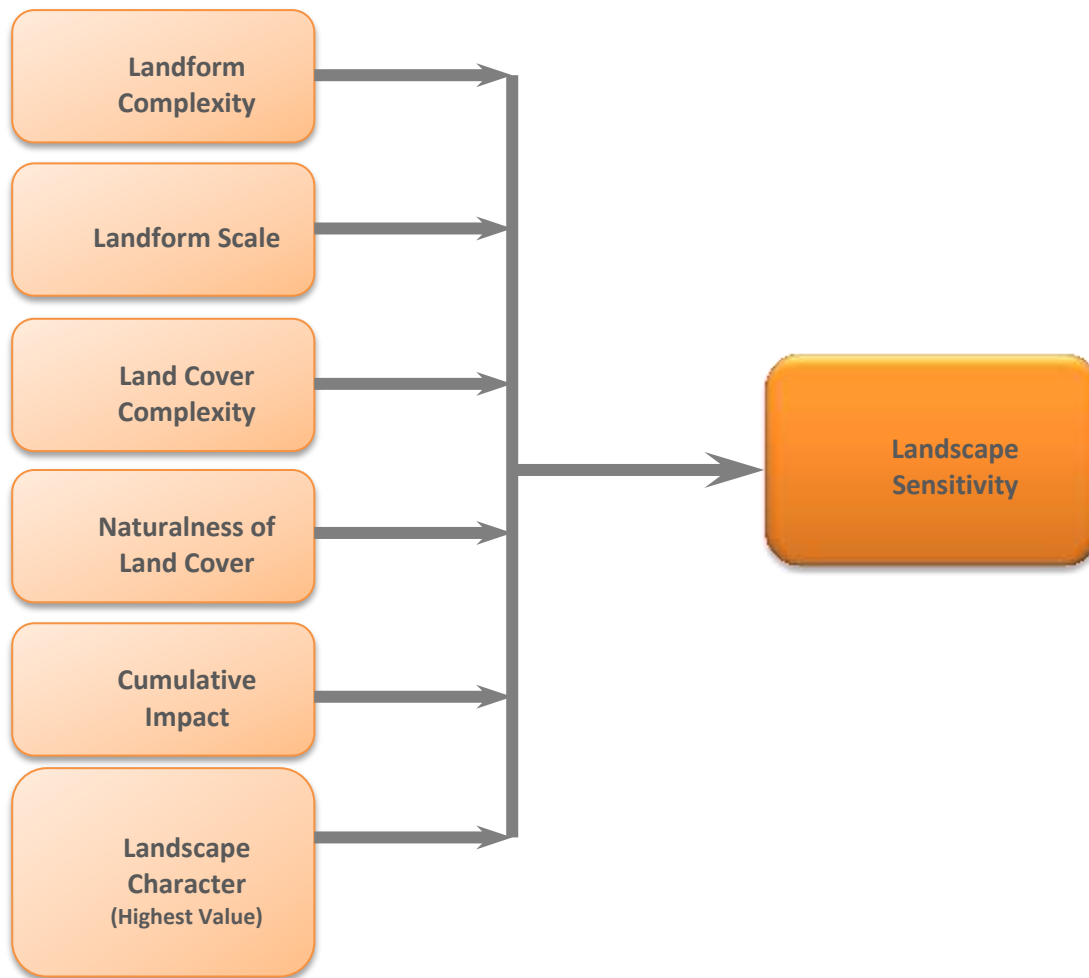 Landform
Complexity
Landform Scale
Land Cover
Complexity
Naturalness of
Land Cover
Cumulative
Impact
Landscape
Character
(Highest Value)
Landscape
Sensitivity